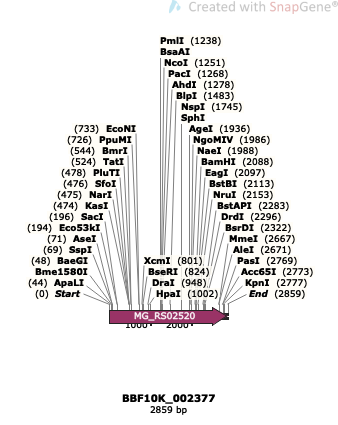 Created with SnapGene®
PmlI (1238)
BsaAI
NcoI (1251)
PacI (1268)
AhdI (1278)
BlpI (1483)
NspI (1745)
SphI
(733) EcoNI AgeI (1936)
(726) PpuMI NgoMIV (1986)
(544) BmrI NaeI (1988)
(524) TatI BamHI (2088)
(478) PluTI EagI (2097)
(476) SfoI BstBI (2113)
(475) NarI NruI (2153)
(474) KasI BstAPI (2283)
(196) SacI DrdI (2296)
(194) Eco53kI BsrDI (2322)
(71) AseI MmeI (2667)
(69) SspI AleI (2671)
(48) BaeGI XcmI (801) PasI (2769)
Bme1580I BseRI (824) Acc65I (2773)
(44) ApaLI DraI (948) KpnI (2777)
(0) Start HpaI (1002) End (2859)
MG_RS02520
1000 2000
BBF10K_002377
2859 bp